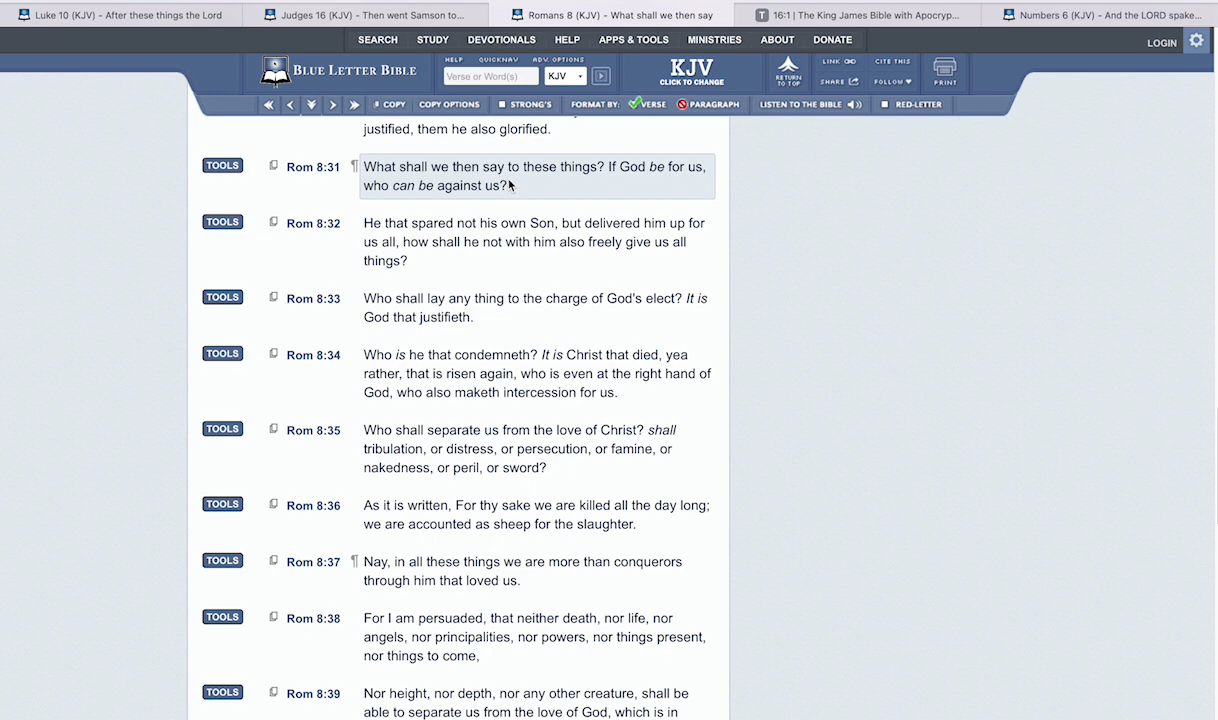 Luke 10 (KJV) - After these things the Lord
Judges 16 (KJV) - Then went Samson to...
Romans 8 (KJV) - What shall we then say
T 16:1 | The King James Bible with Apocryp...
Numbers 6 (KJV) - And the LORD spake...
SEARCH STUDY DEVOTIONALS HELP APPS & TOOLS MINISTRIES ABOUT DONATE
LOGIN
BLUE LETTER BIBLE
HELP QUICKNAV ADV. OPTIONS
Verse or Word(s) KJV
KJV
CLICK TO CHANGE
RETURN
TO TOP
LINK CITE THIS
SHARE FOLLOW
PRINT
COPY COPY OPTIONS STRONG'S FORMAT BY: VERSE PARAGRAPH LISTEN TO THE BIBLE RED-LETTER
justified, them he also glorified.
TOOLS Rom 8:31 ¶ What shall we then say to these things? If God be for us,
who can be against us?
TOOLS Rom 8:32 He that spared not his own Son, but delivered him up for
us all, how shall he not with him also freely give us all
things?
TOOLS Rom 8:33 Who shall lay any thing to the charge of God's elect? It is
God that justifieth.
TOOLS Rom 8:34 Who is he that condemneth? It is Christ that died, yea
rather, that is risen again, who is even at the right hand of
God, who also maketh intercession for us.
TOOLS Rom 8:35 Who shall separate us from the love of Christ? shall
tribulation, or distress, or persecution, or famine, or
nakedness, or peril, or sword?
TOOLS Rom 8:36 As it is written, For thy sake we are killed all the day long;
we are accounted as sheep for the slaughter.
TOOLS Rom 8:37 ¶ Nay, in all these things we are more than conquerors
through him that loved us.
TOOLS Rom 8:38 For I am persuaded, that neither death, nor life, nor
angels, nor principalities, nor powers, nor things present,
nor things to come,
TOOLS Rom 8:39 Nor height, nor depth, nor any other creature, shall be
able to separate us from the love of God, which is in